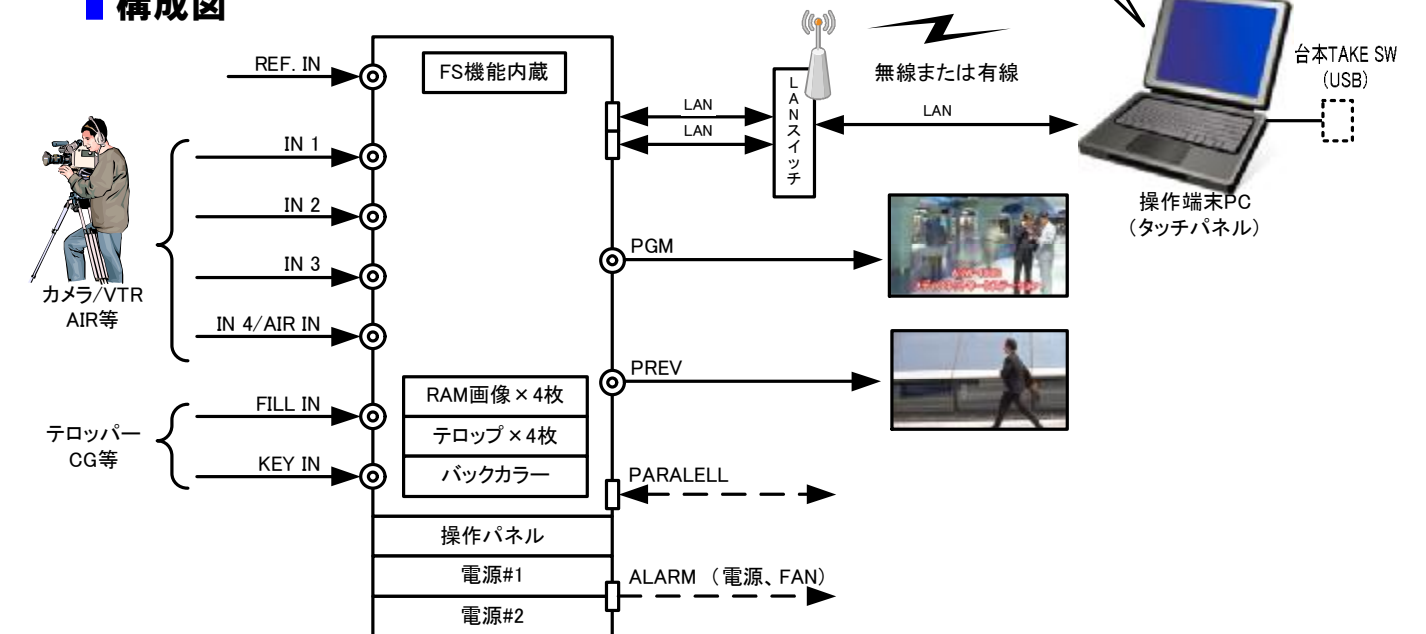 構成図
REF. IN
FS機能内蔵
IN 1
IN 2
IN 3
IN 4/AIR IN
カメラ/VTR
AIR等
FILL IN
KEY IN
テロッパー
CG等
RAM画像×4枚
テロップ×4枚
バックカラー
操作パネル
電源#1
電源#2
LAN
LAN
LANスイッチ
無線または有線
LAN
台本TAKE SW
(USB)
操作端末PC
(タッチパネル)
PGM
PREV
PARALELL
ALARM （電源、FAN）